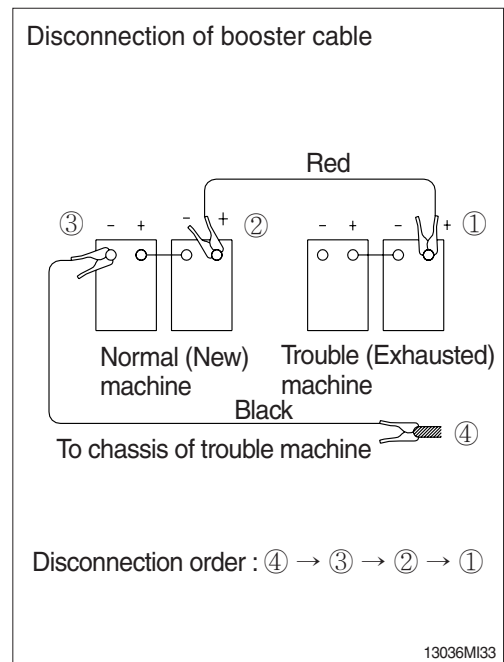 Disconnection of booster cable
Red
③ - + - + ② - + - + ①
Normal (New)
machine
Trouble (Exhausted)
machine
Black
To chassis of trouble machine
④
Disconnection order : ④ → ③ → ② → ①
13036MI33